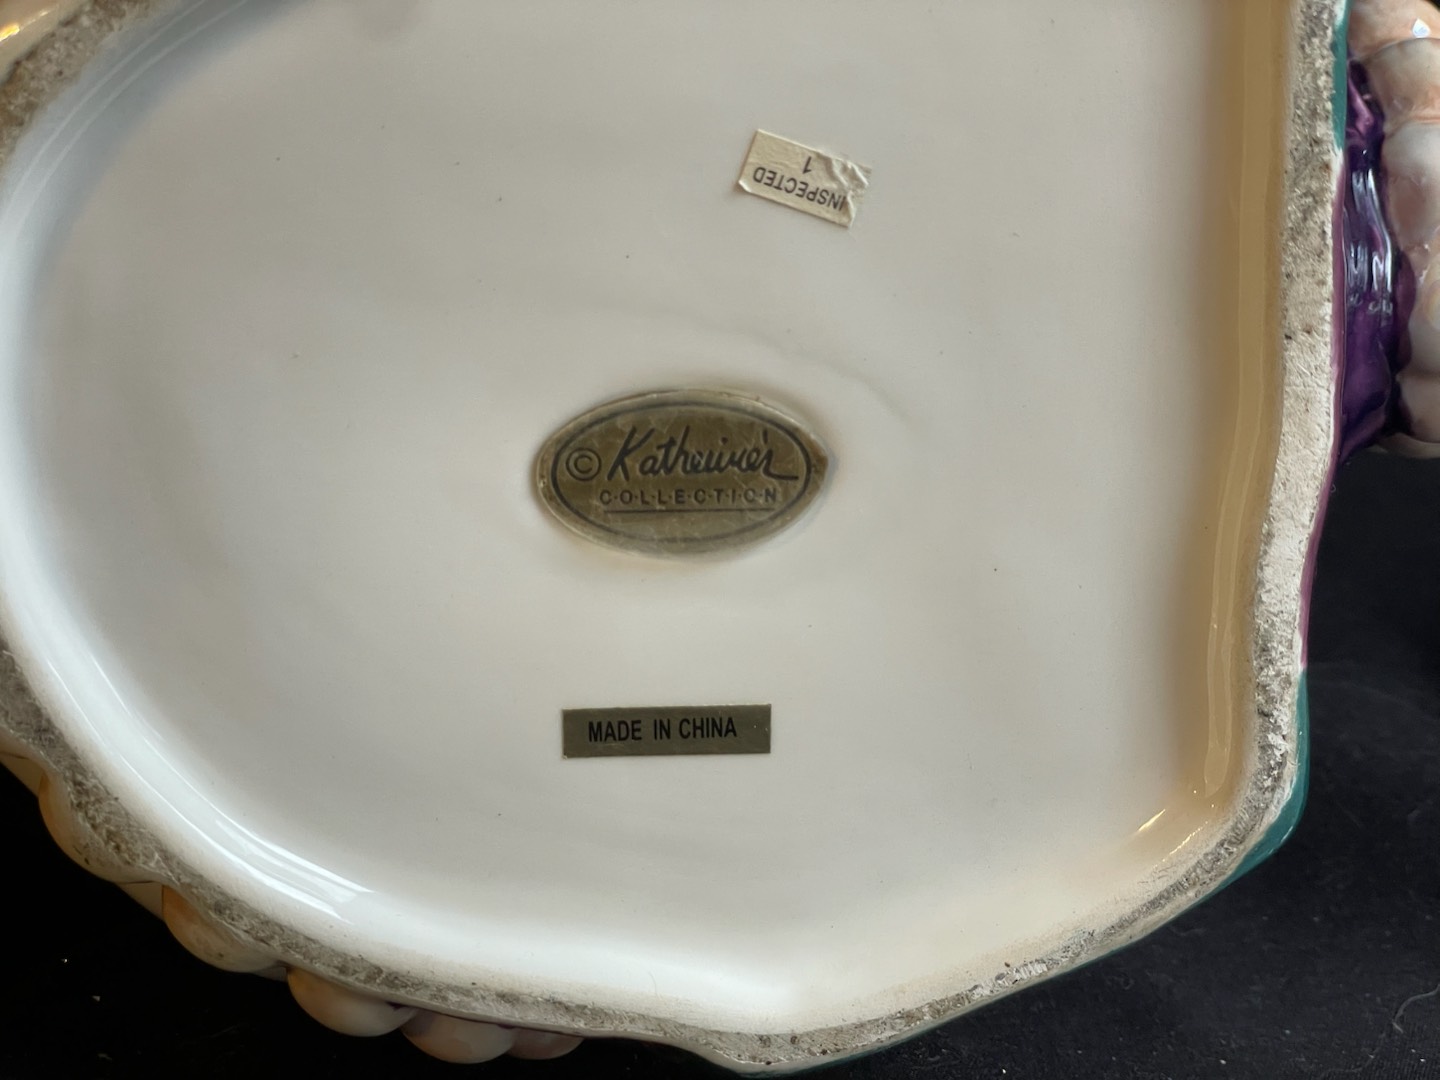 INSPECTED
1
© Katherine's
COLLECTION
MADE IN CHINA